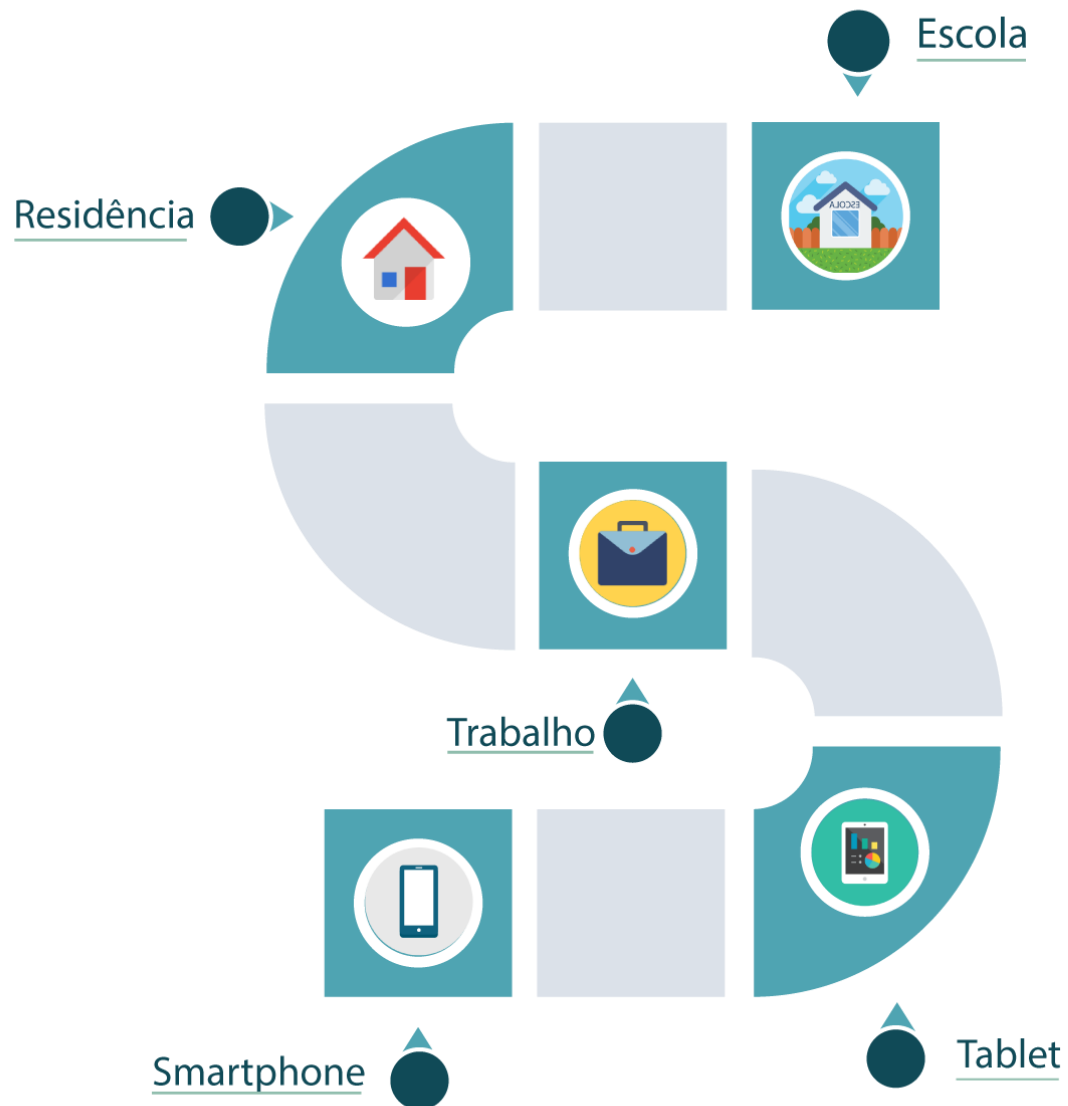 Escola
Residência
ESCOLA
Trabalho
Smartphone
Tablet